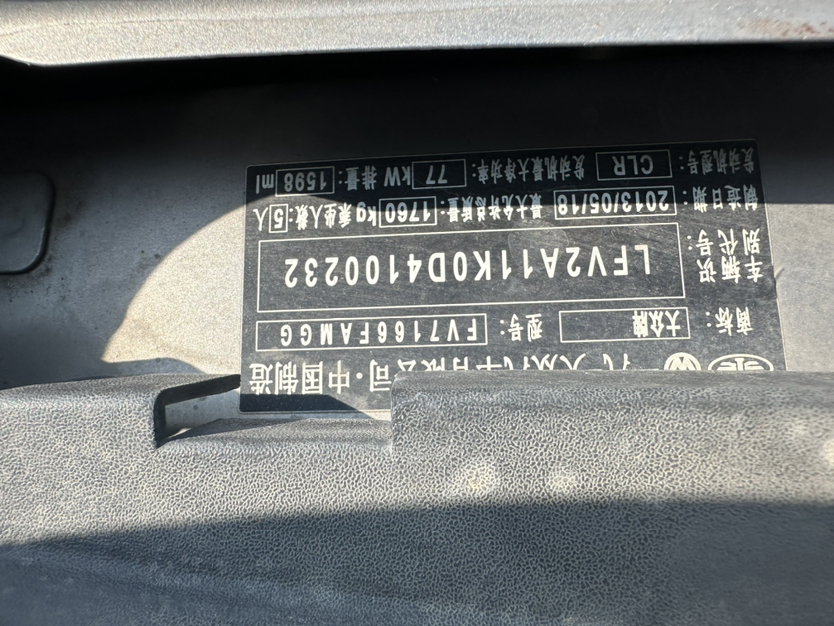 一汽-大众汽车有限公司·中国制造
商标: 大众牌 型号: FV7166FAMGG
车辆识别代号: LFV2A11K0D4100232
制造日期: 2013/05/18 最大允许总质量: 1760 kg 乘坐人数: 5 人
发动机型号: CLR 发动机最大净功率: 77 kW 排量: 1598 ml